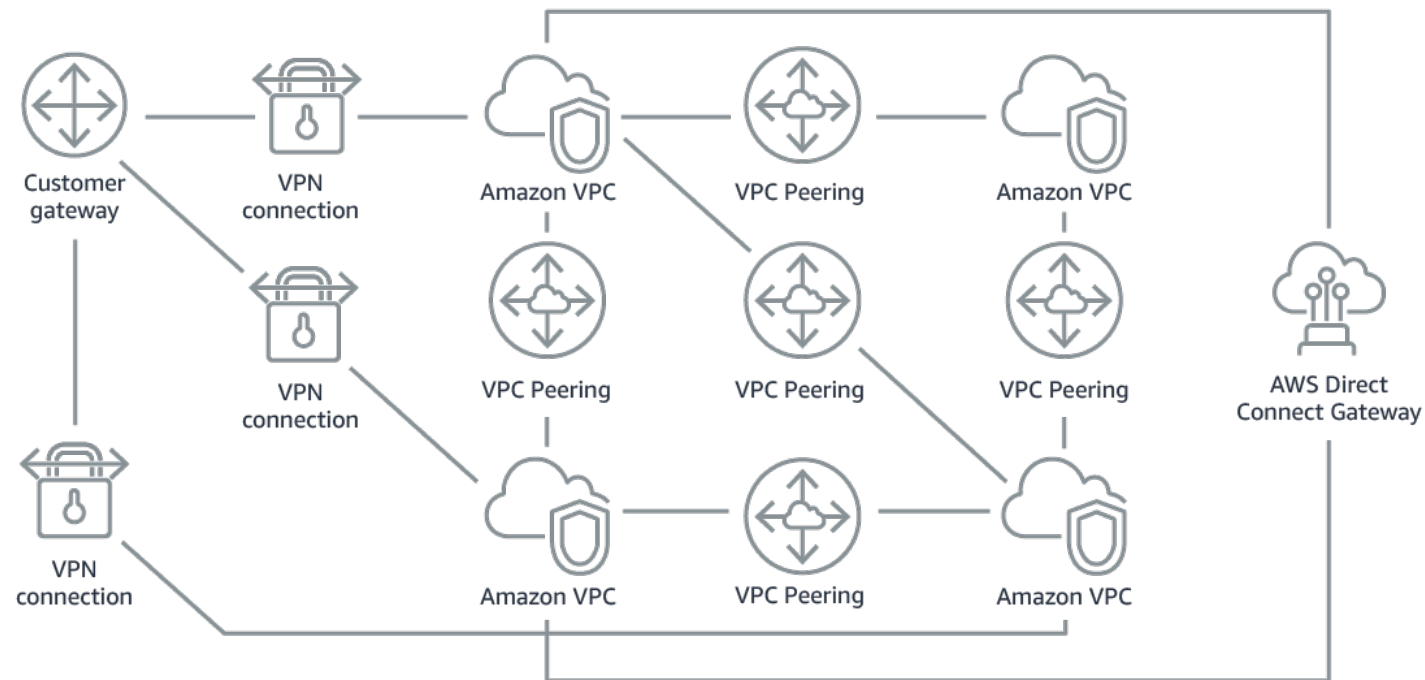 Customer
gateway
VPN
connection
Amazon VPC
VPC Peering
Amazon VPC
VPN
connection
VPC Peering
VPC Peering
VPC Peering
AWS Direct
Connect Gateway
VPN
connection
Amazon VPC
VPC Peering
Amazon VPC